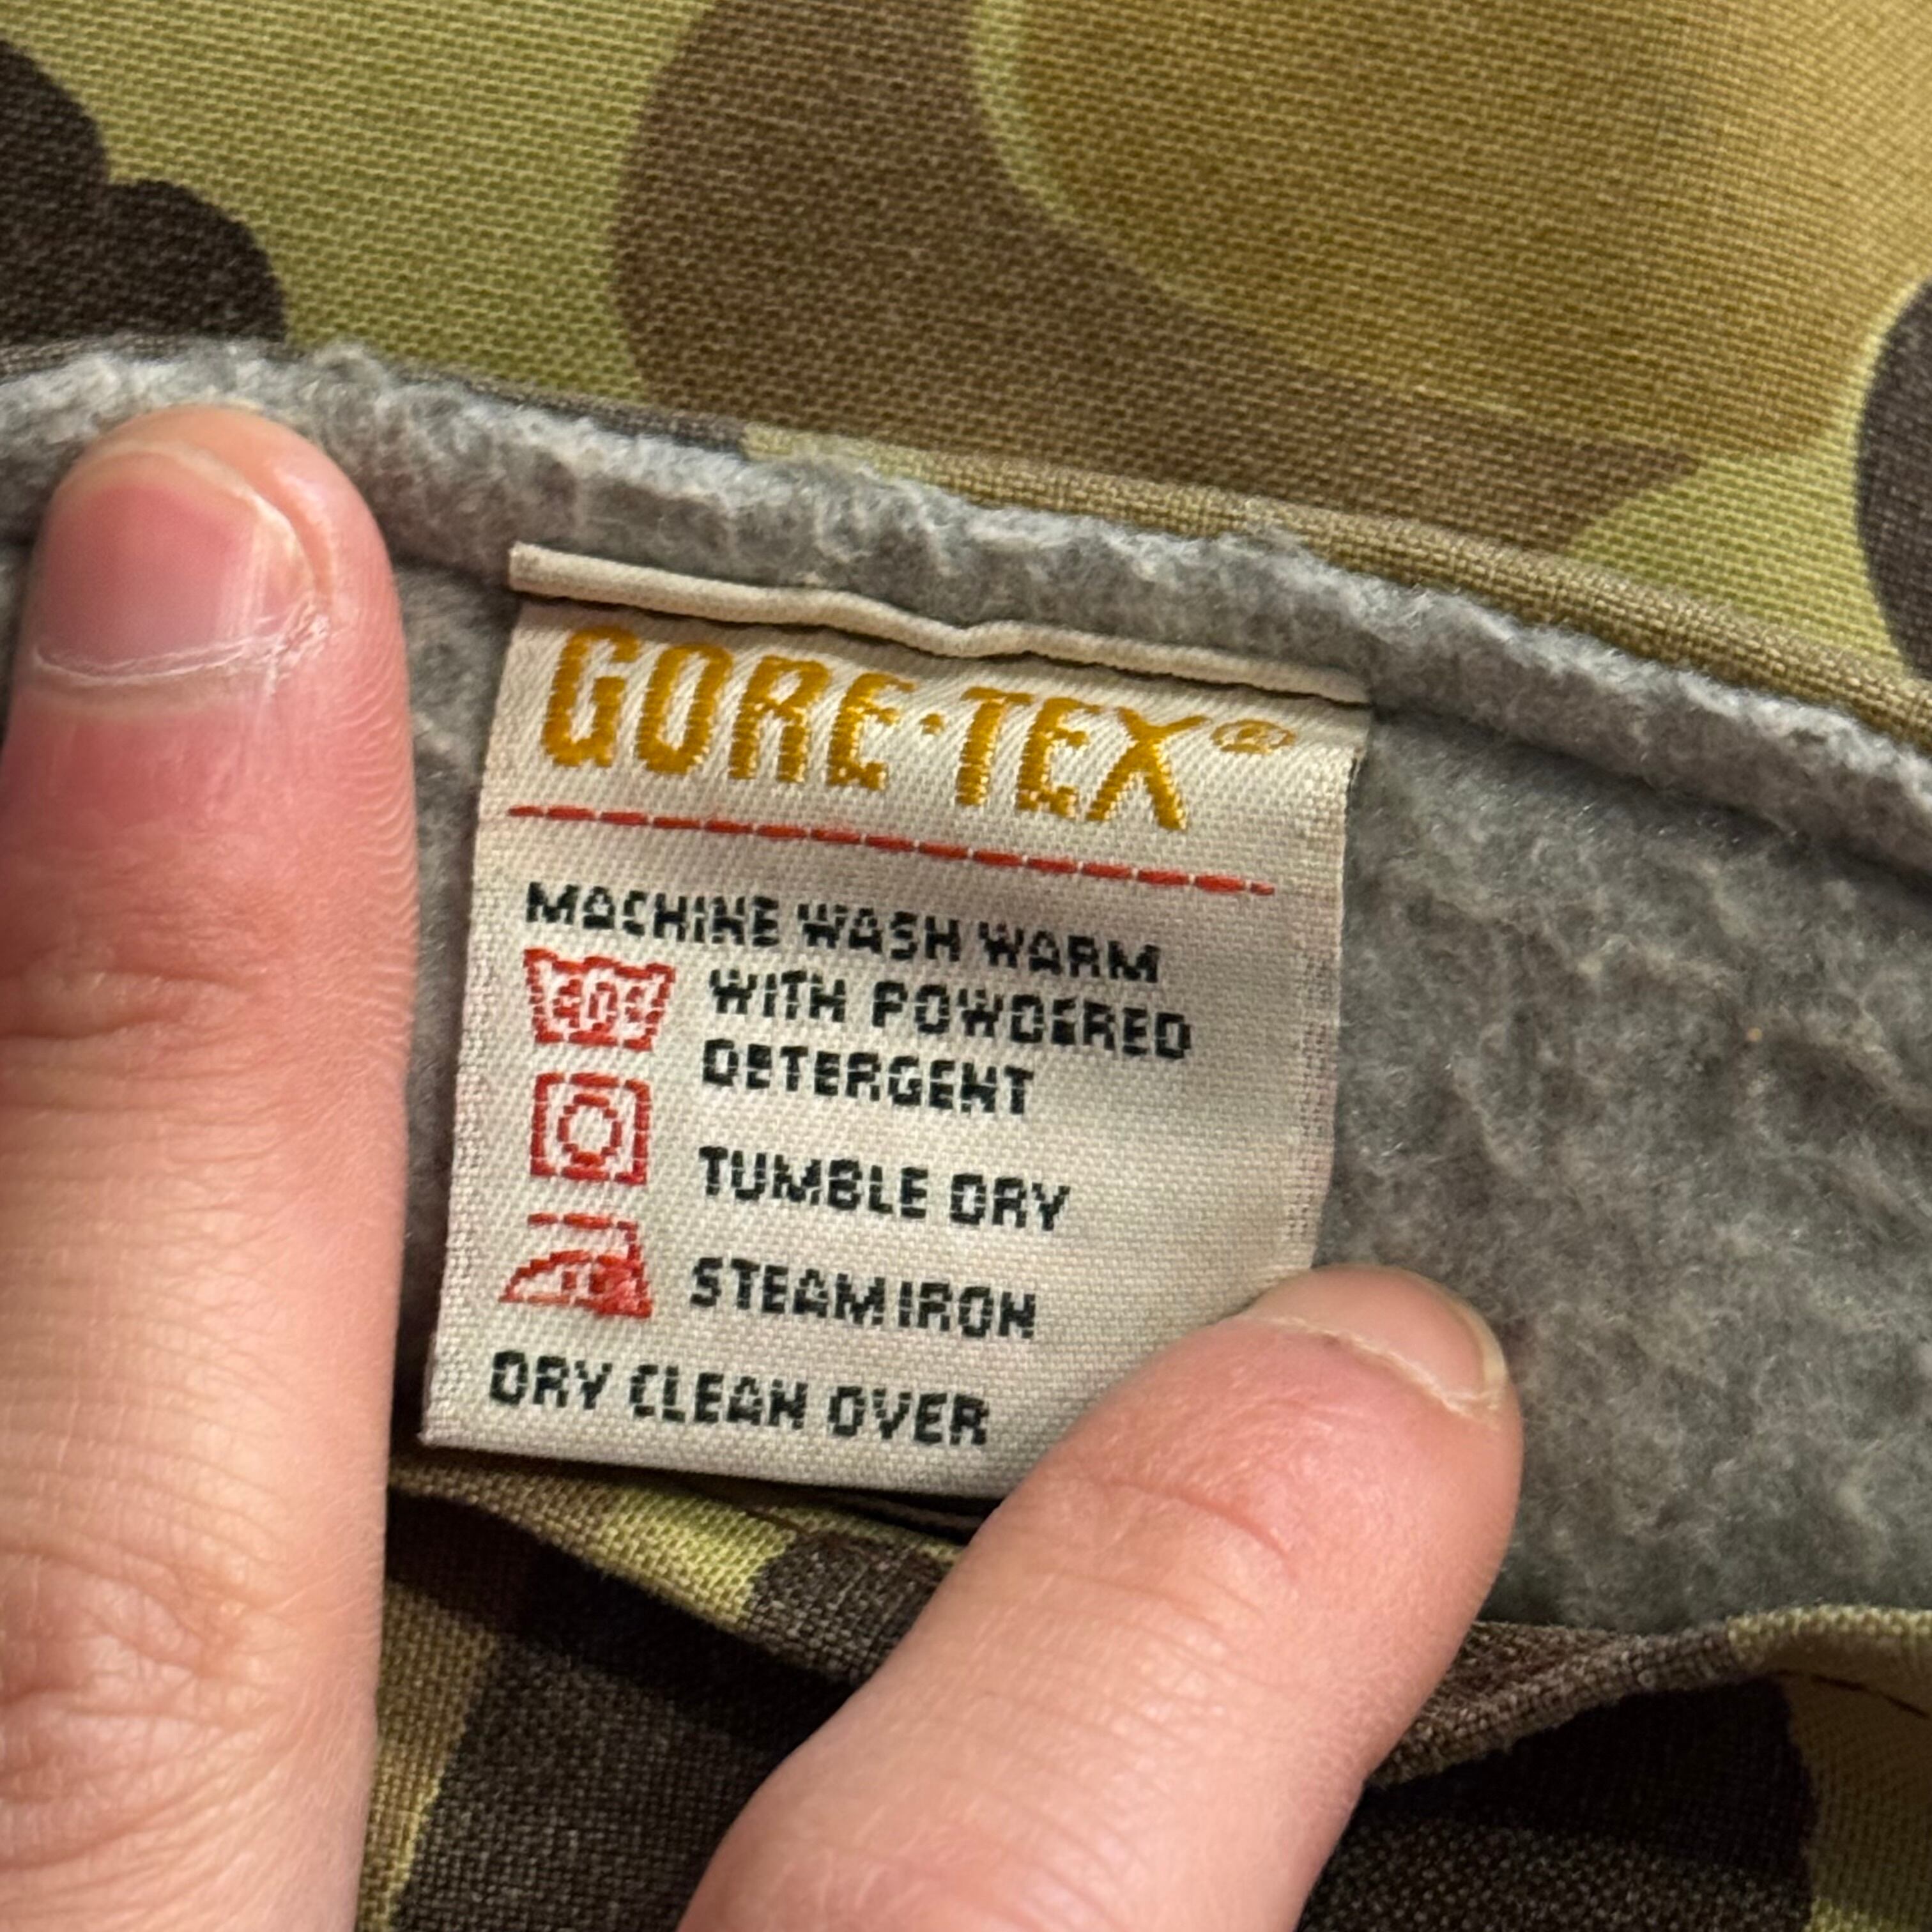 GORE-TEX®
MACHINE WASH WARM
40°
WITH POWDERED
DETERGENT
TUMBLE DRY
STEAM IRON
DRY CLEAN OVER